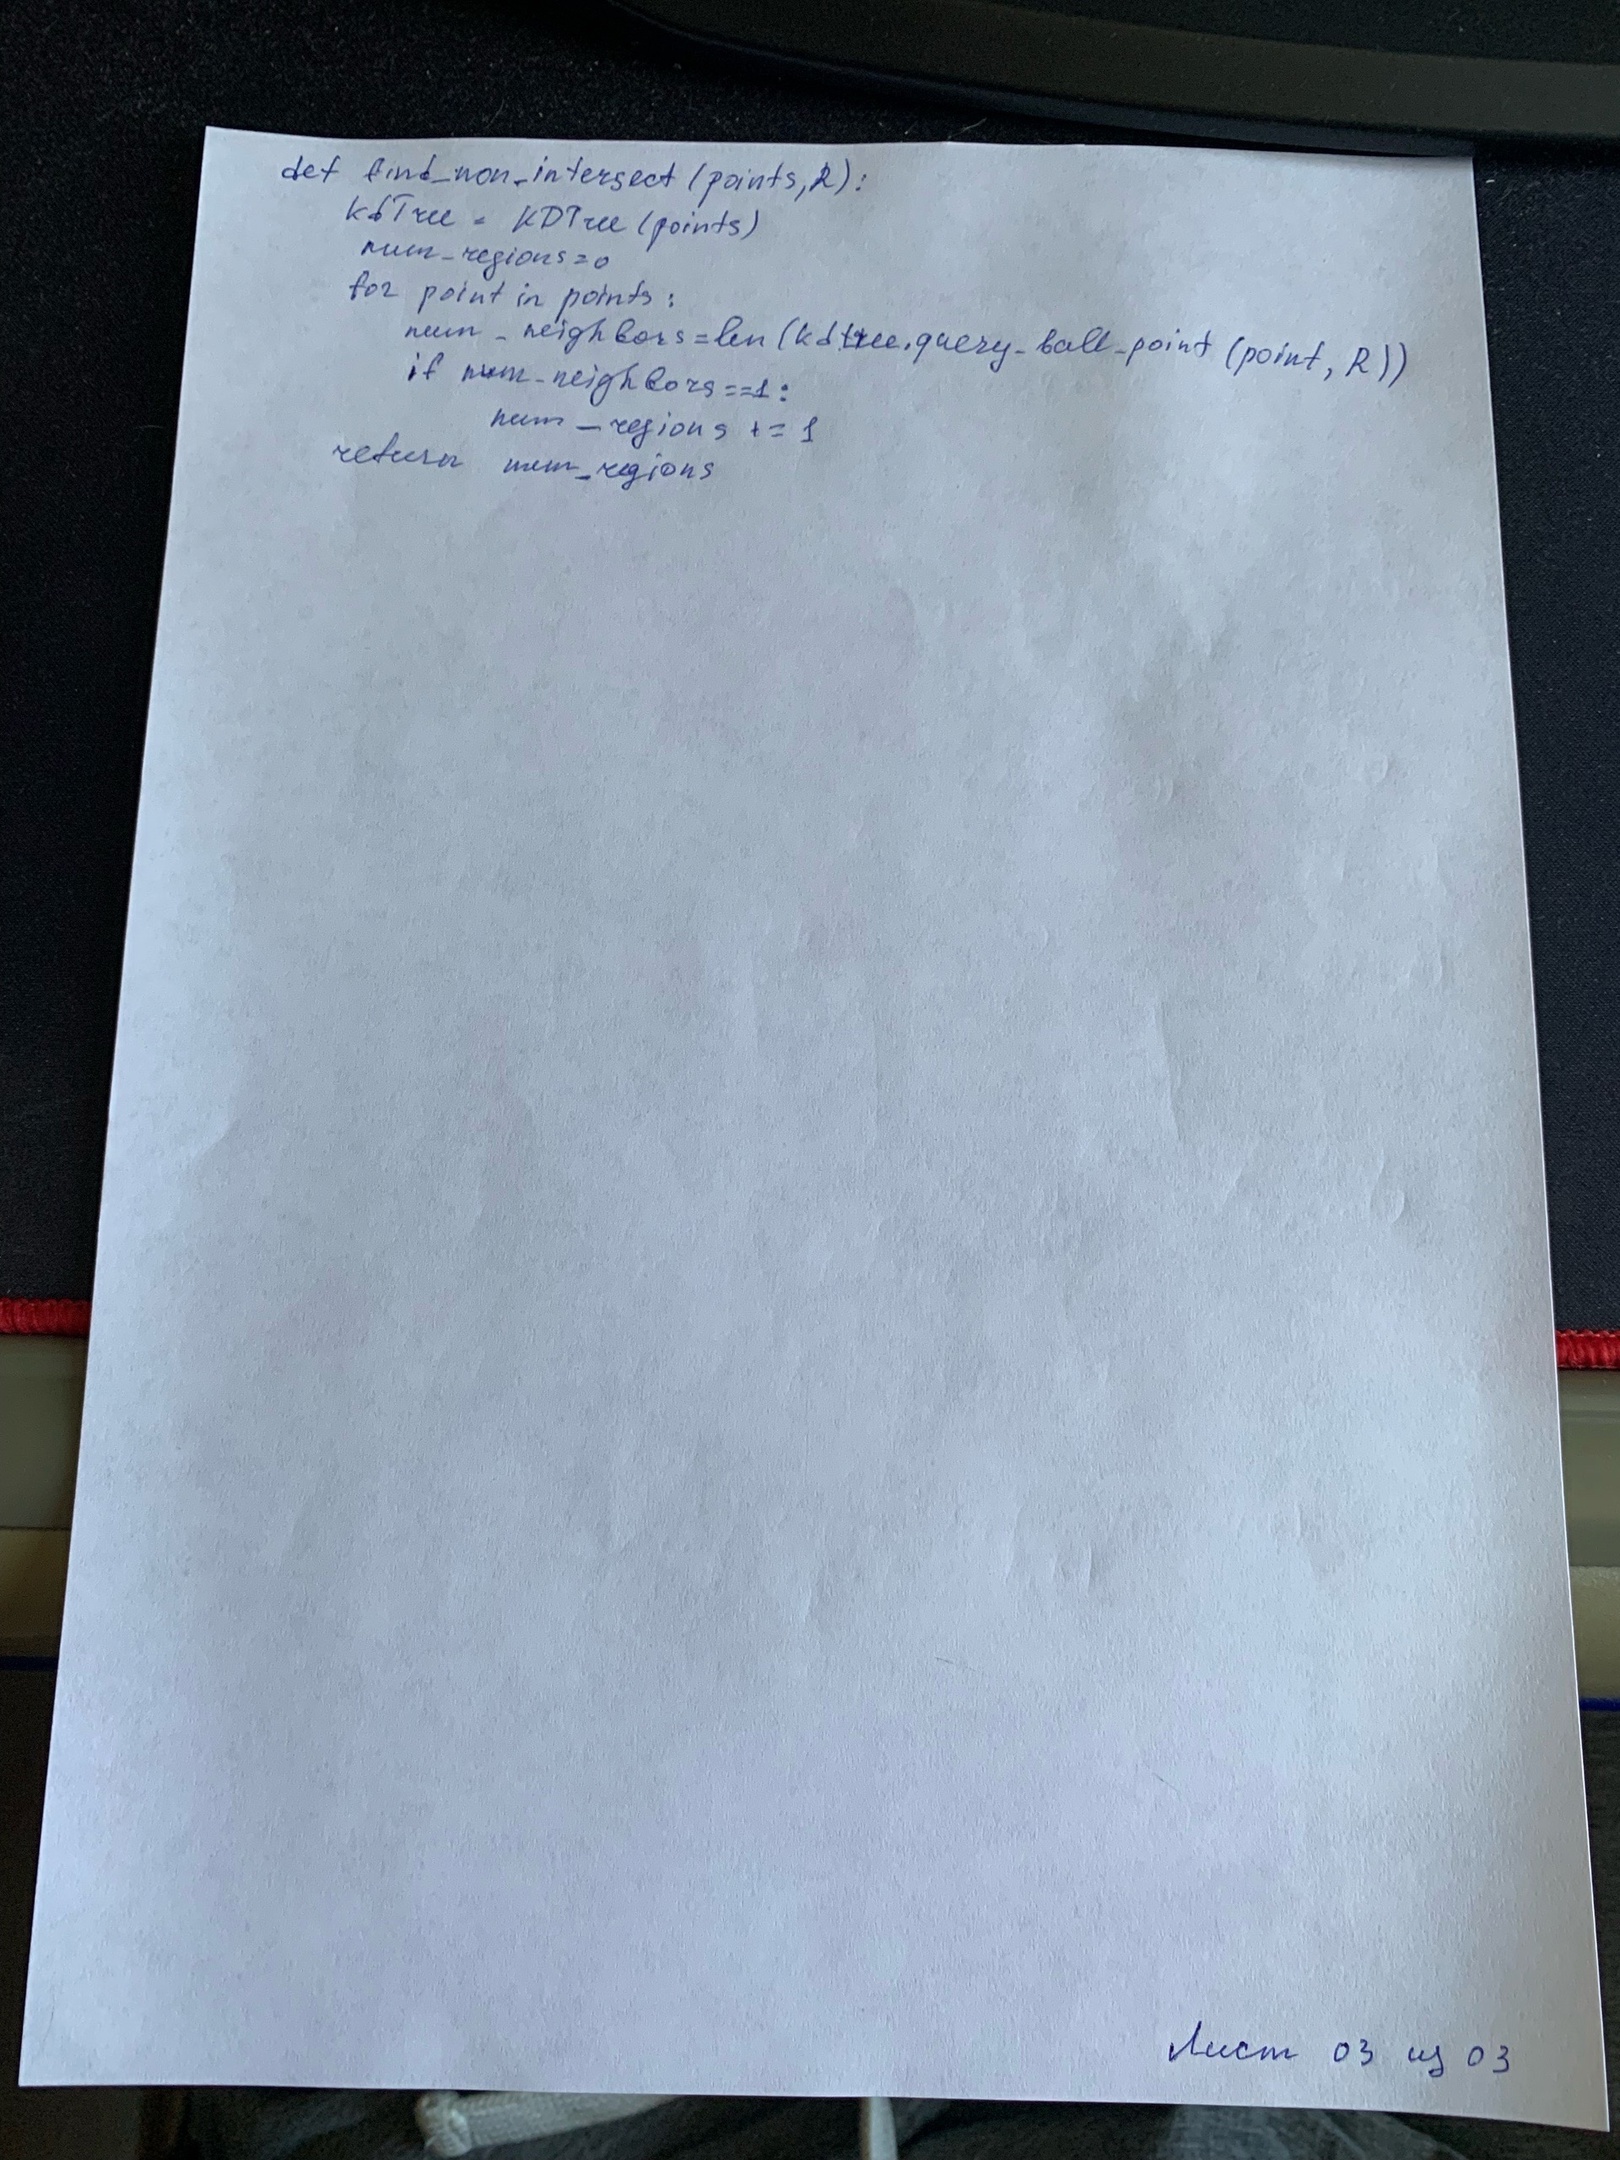 def find_non_intersect (points, R):
kdTree = KDTree (points)
num_regions=0
for point in points:
num_neighbors=len (kdtree.query_ball_point (point, R))
if num_neighbors==1:
num_regions += 1
return num_regions
Лист 03 из 03